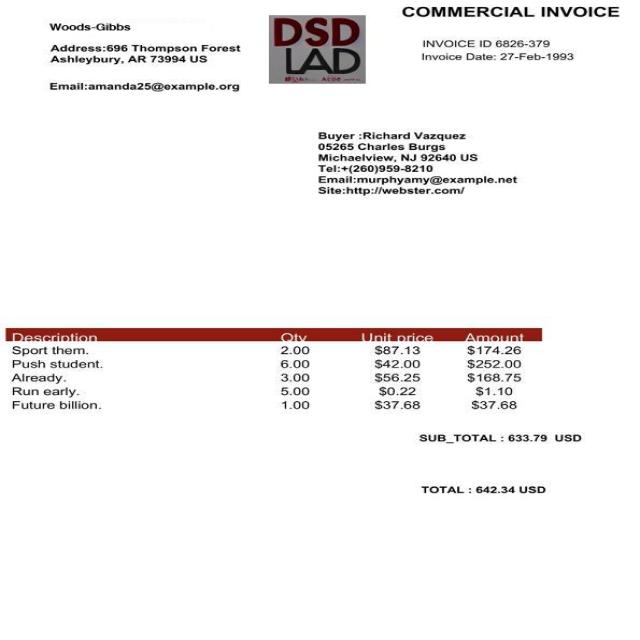 COMMERCIAL INVOICE
Woods-Gibbs
Address:696 Thompson Forest
Ashleybury, AR 73994 US
Email:amanda25@example.org
DSD
LAD
INVOICE ID 6826-379
Invoice Date: 27-Feb-1993
Buyer :Richard Vazquez
05265 Charles Burgs
Michaelview, NJ 92640 US
Tel:+(260)959-8210
Email:murphyamy@example.net
Site:http://webster.com/
Description Qty Unit price Amount
Sport them. 2.00 $87.13 $174.26
Push student. 6.00 $42.00 $252.00
Already. 3.00 $56.25 $168.75
Run early. 5.00 $0.22 $1.10
Future billion. 1.00 $37.68 $37.68
SUB_TOTAL : 633.79 USD
TOTAL : 642.34 USD